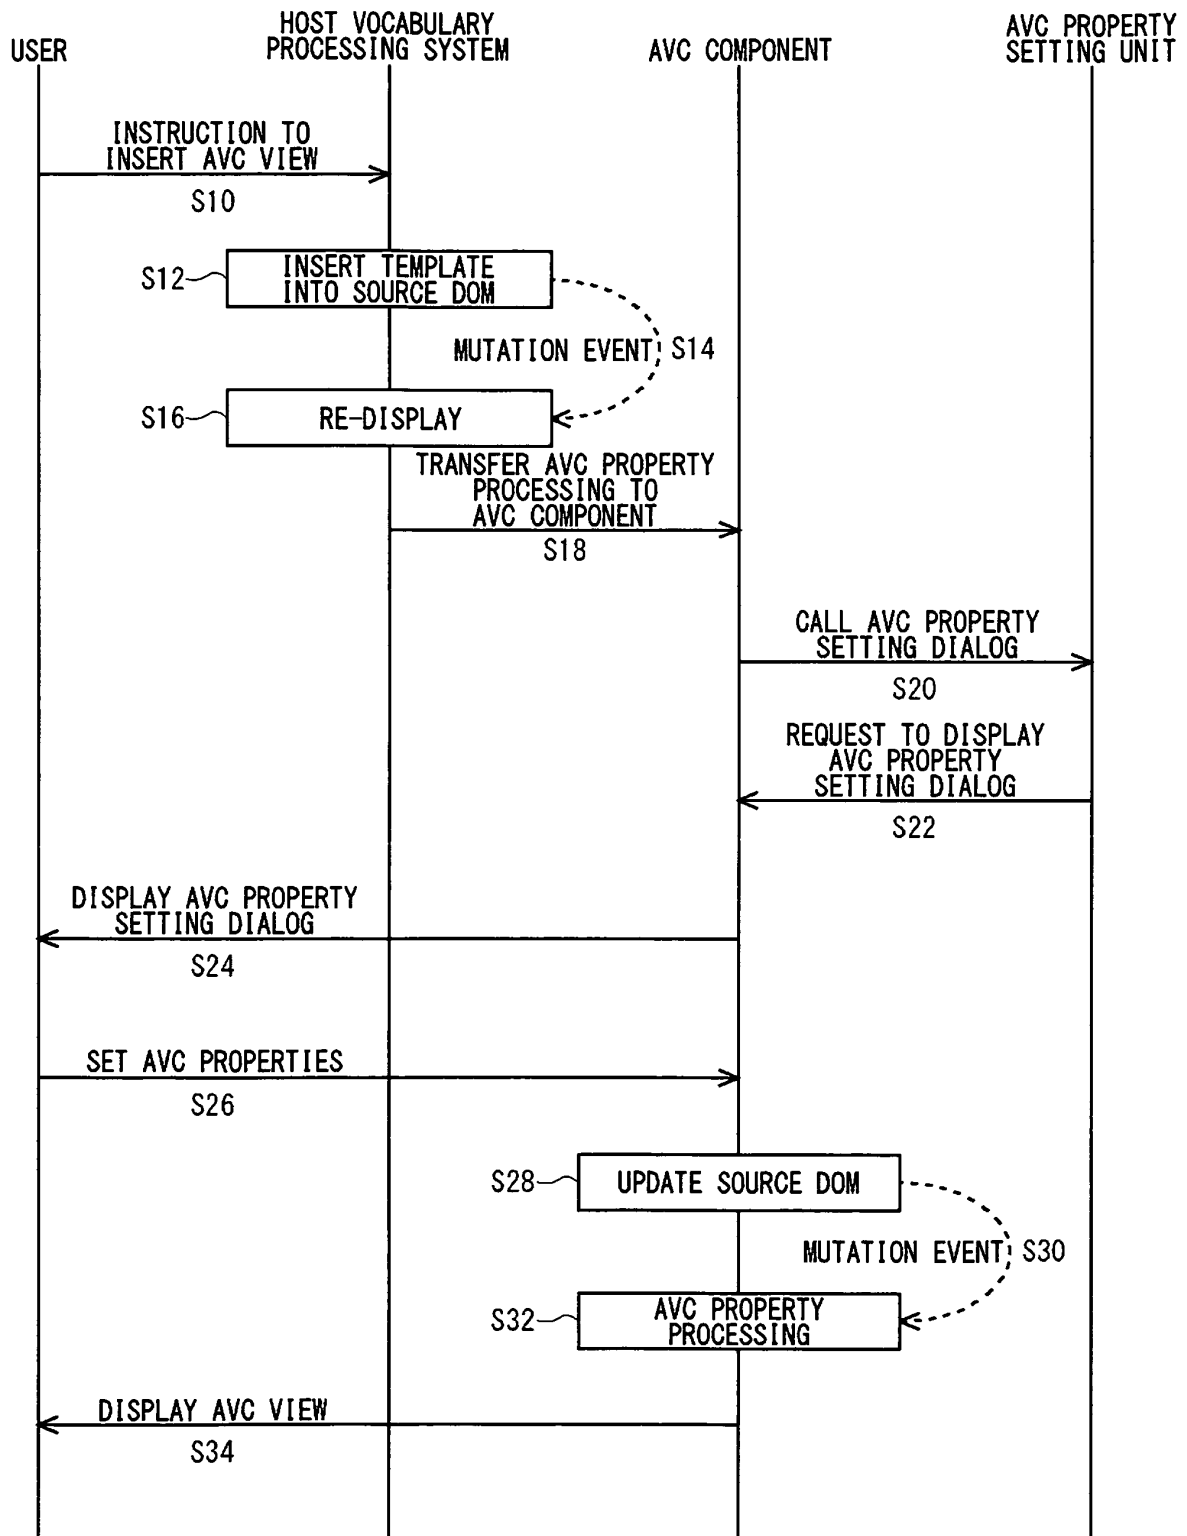 USER
HOST VOCABULARY
PROCESSING SYSTEM
AVC COMPONENT
AVC PROPERTY
SETTING UNIT
INSTRUCTION TO
INSERT AVC VIEW
S10
S12
INSERT TEMPLATE
INTO SOURCE DOM
MUTATION EVENT
S14
S16
RE-DISPLAY
TRANSFER AVC PROPERTY
PROCESSING TO
AVC COMPONENT
S18
CALL AVC PROPERTY
SETTING DIALOG
S20
REQUEST TO DISPLAY
AVC PROPERTY
SETTING DIALOG
S22
DISPLAY AVC PROPERTY
SETTING DIALOG
S24
SET AVC PROPERTIES
S26
S28
UPDATE SOURCE DOM
MUTATION EVENT
S30
S32
AVC PROPERTY
PROCESSING
DISPLAY AVC VIEW
S34